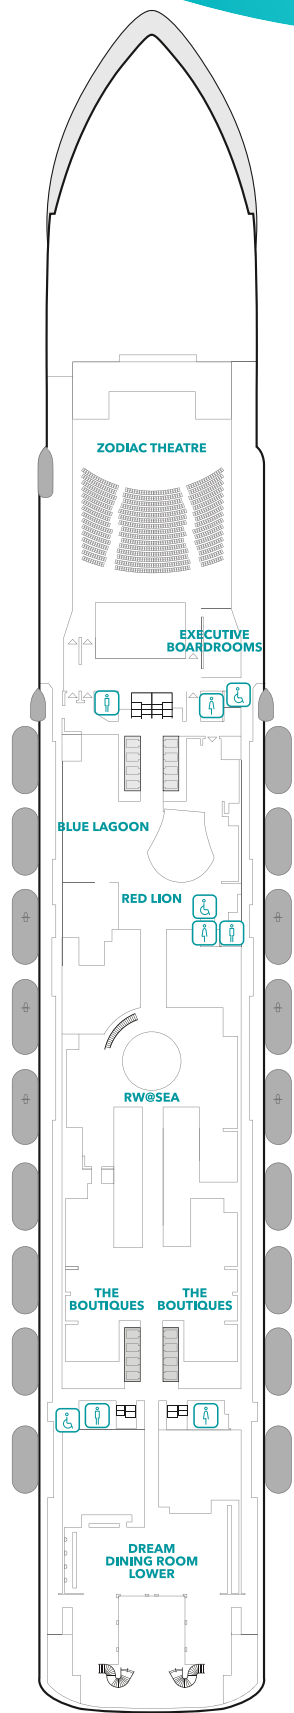 ZODIAC THEATRE
EXECUTIVE
BOARDROOMS
BLUE LAGOON
RED LION
RW@SEA
THE
BOUTIQUES
THE
BOUTIQUES
DREAM
DINING ROOM
LOWER